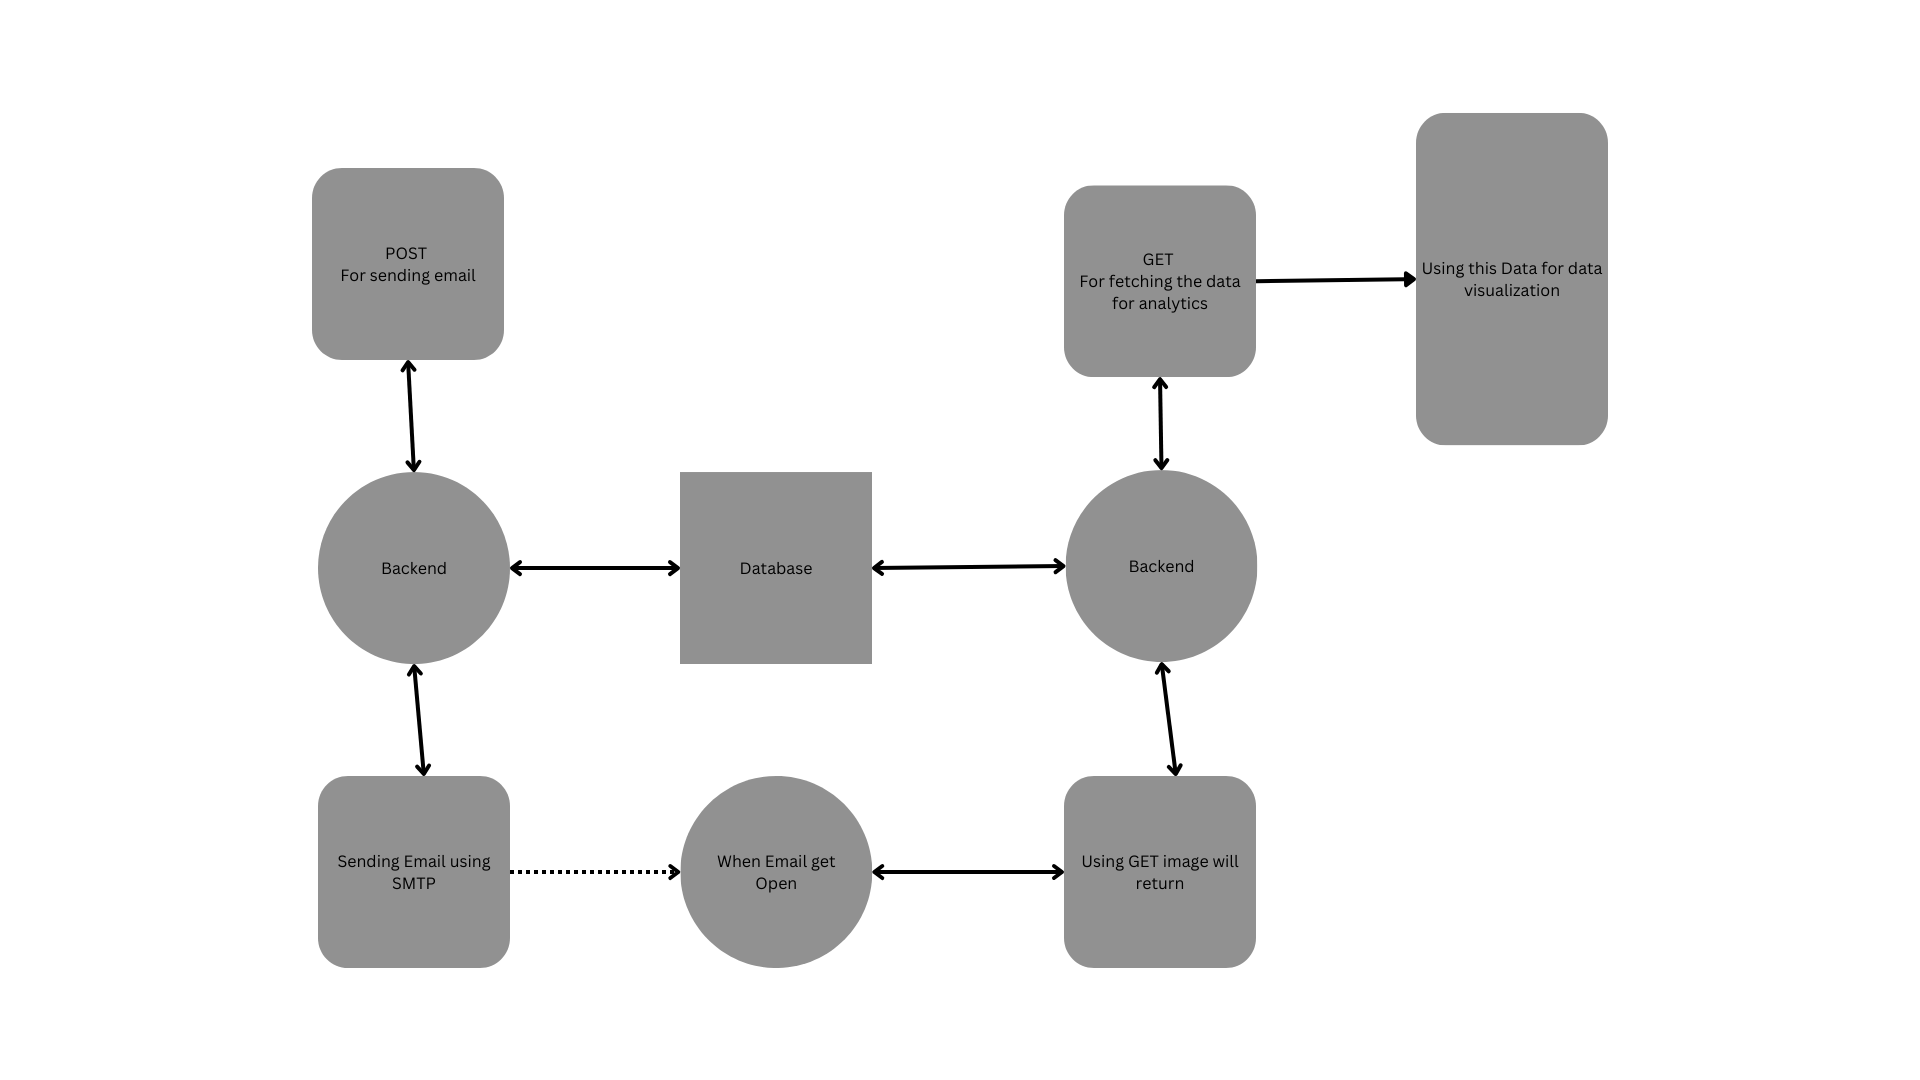 POST
For sending email
GET
For fetching the data
for analytics
Using this Data for data
visualization
Backend
Database
Backend
Sending Email using
SMTP
When Email get
Open
Using GET image will
return